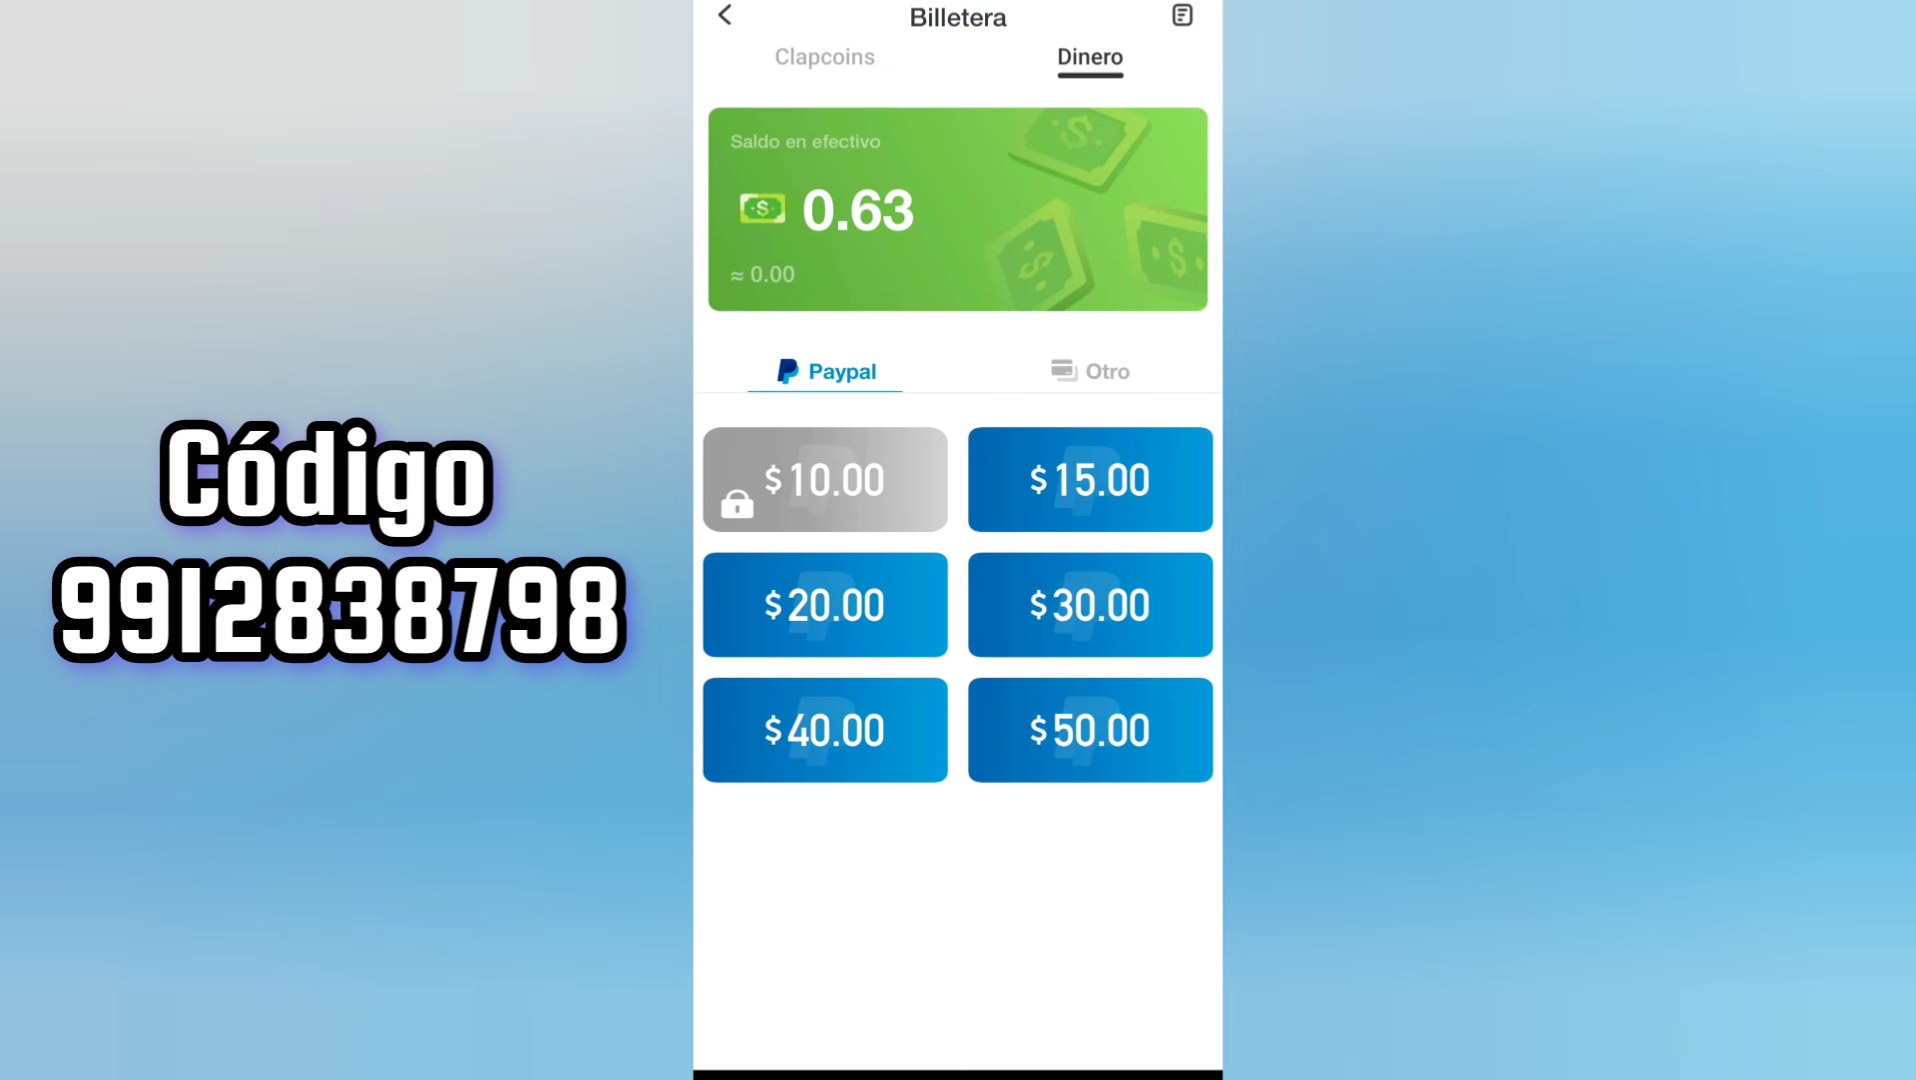 Billetera
Clapcoins
Dinero
Saldo en efectivo
0.63
≈ 0.00
Paypal
Otro
$10.00
$15.00
$20.00
$30.00
$40.00
$50.00
Código
9912838798